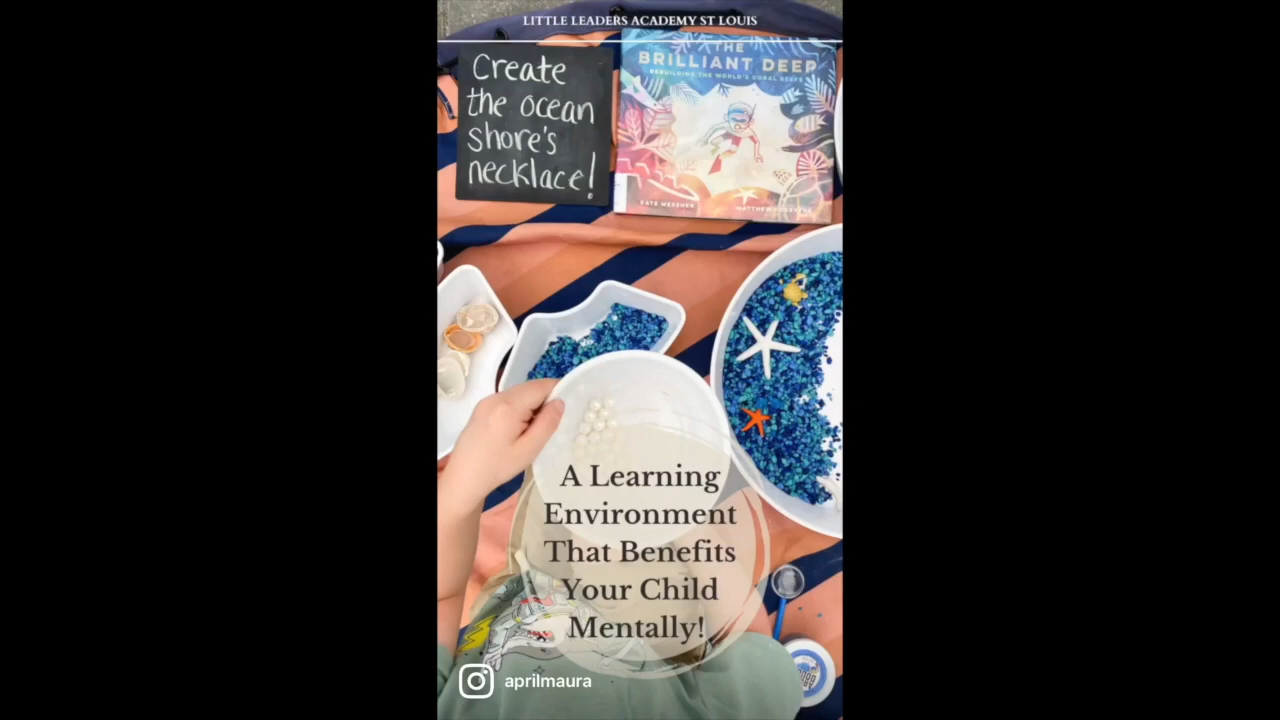 LITTLE LEADERS ACADEMY ST LOUIS
Create
the ocean
shore's
necklace!
THE
BRILLIANT DEEP
REBUILDING THE WORLD'S CORAL REEFS
KATE MESSNER
MATTHEW
A Learning
Environment
That Benefits
Your Child
Mentally!
aprilmaura